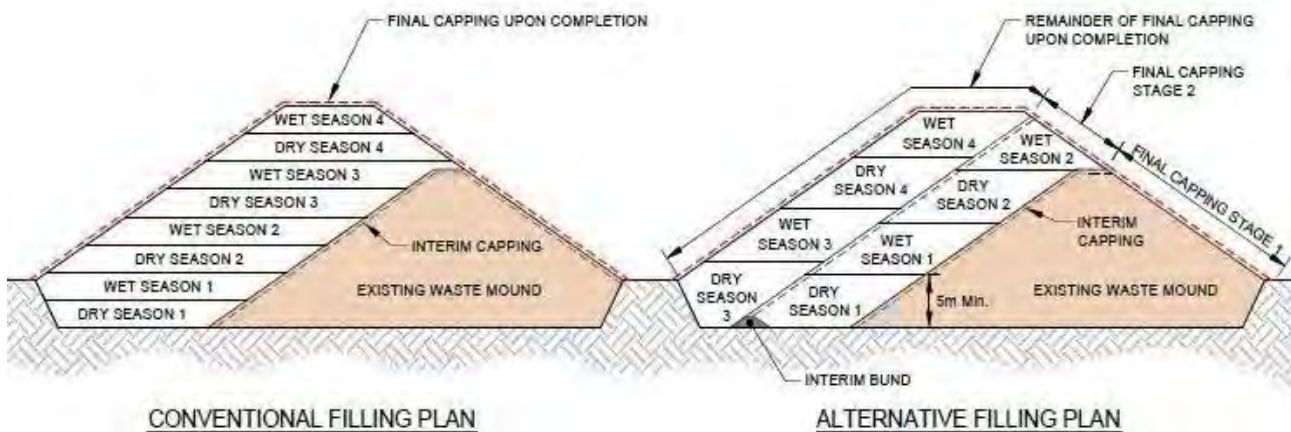 FINAL CAPPING UPON COMPLETION
WET SEASON 4
DRY SEASON 4
WET SEASON 3
DRY SEASON 3
WET SEASON 2
DRY SEASON 2
WET SEASON 1
DRY SEASON 1
INTERIM CAPPING
EXISTING WASTE MOUND
CONVENTIONAL FILLING PLAN
REMAINDER OF FINAL CAPPING
UPON COMPLETION
FINAL CAPPING
STAGE 2
FINAL CAPPING STAGE 1
WET
SEASON 4
WET
SEASON 2
DRY
SEASON 4
DRY
SEASON 2
WET
SEASON 3
WET
SEASON 1
DRY
SEASON
3
DRY
SEASON 1
INTERIM
CAPPING
EXISTING WASTE MOUND
5m Min.
INTERIM BUND
ALTERNATIVE FILLING PLAN